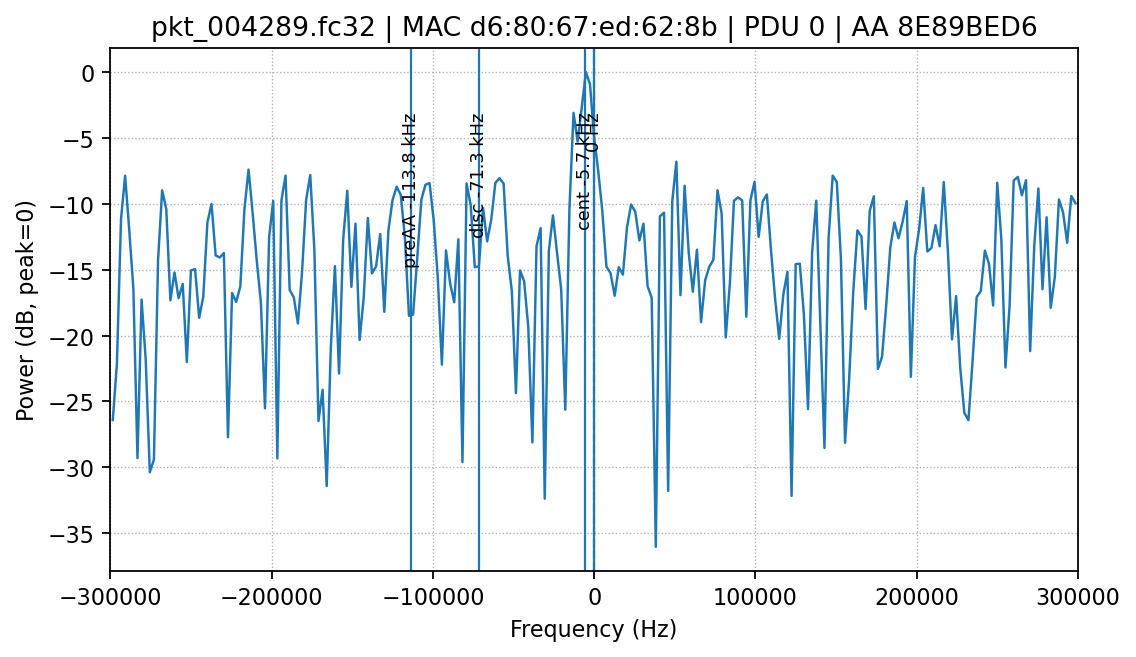 pkt_004289.fc32 | MAC d6:80:67:ed:62:8b | PDU 0 | AA 8E89BED6
Power (dB, peak=0)
0
−5
−10
−15
−20
−25
−30
−35
preAA -113.8 kHz
disc -71.3 kHz
cent -5.7 kHz
0 Hz
−300000
−200000
−100000
0
100000
200000
300000
Frequency (Hz)